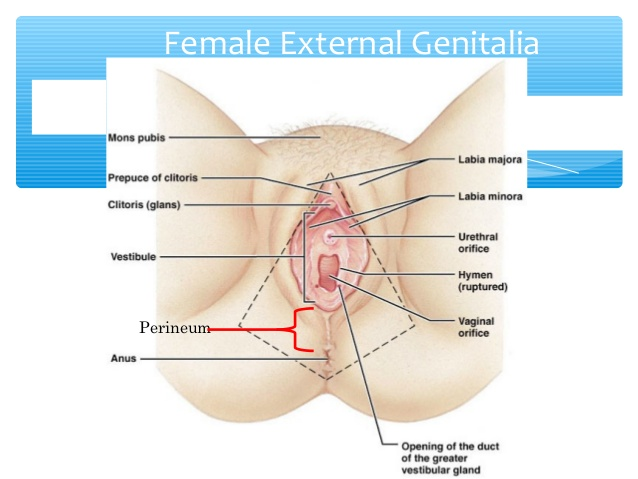 Female External Genitalia
Mons pubis
Labia majora
Prepuce of clitoris
Labia minora
Clitoris (glans)
Urethral
orifice
Vestibule
Hymen
(ruptured)
Perineum
Vaginal
orifice
Anus
Opening of the duct
of the greater
vestibular gland